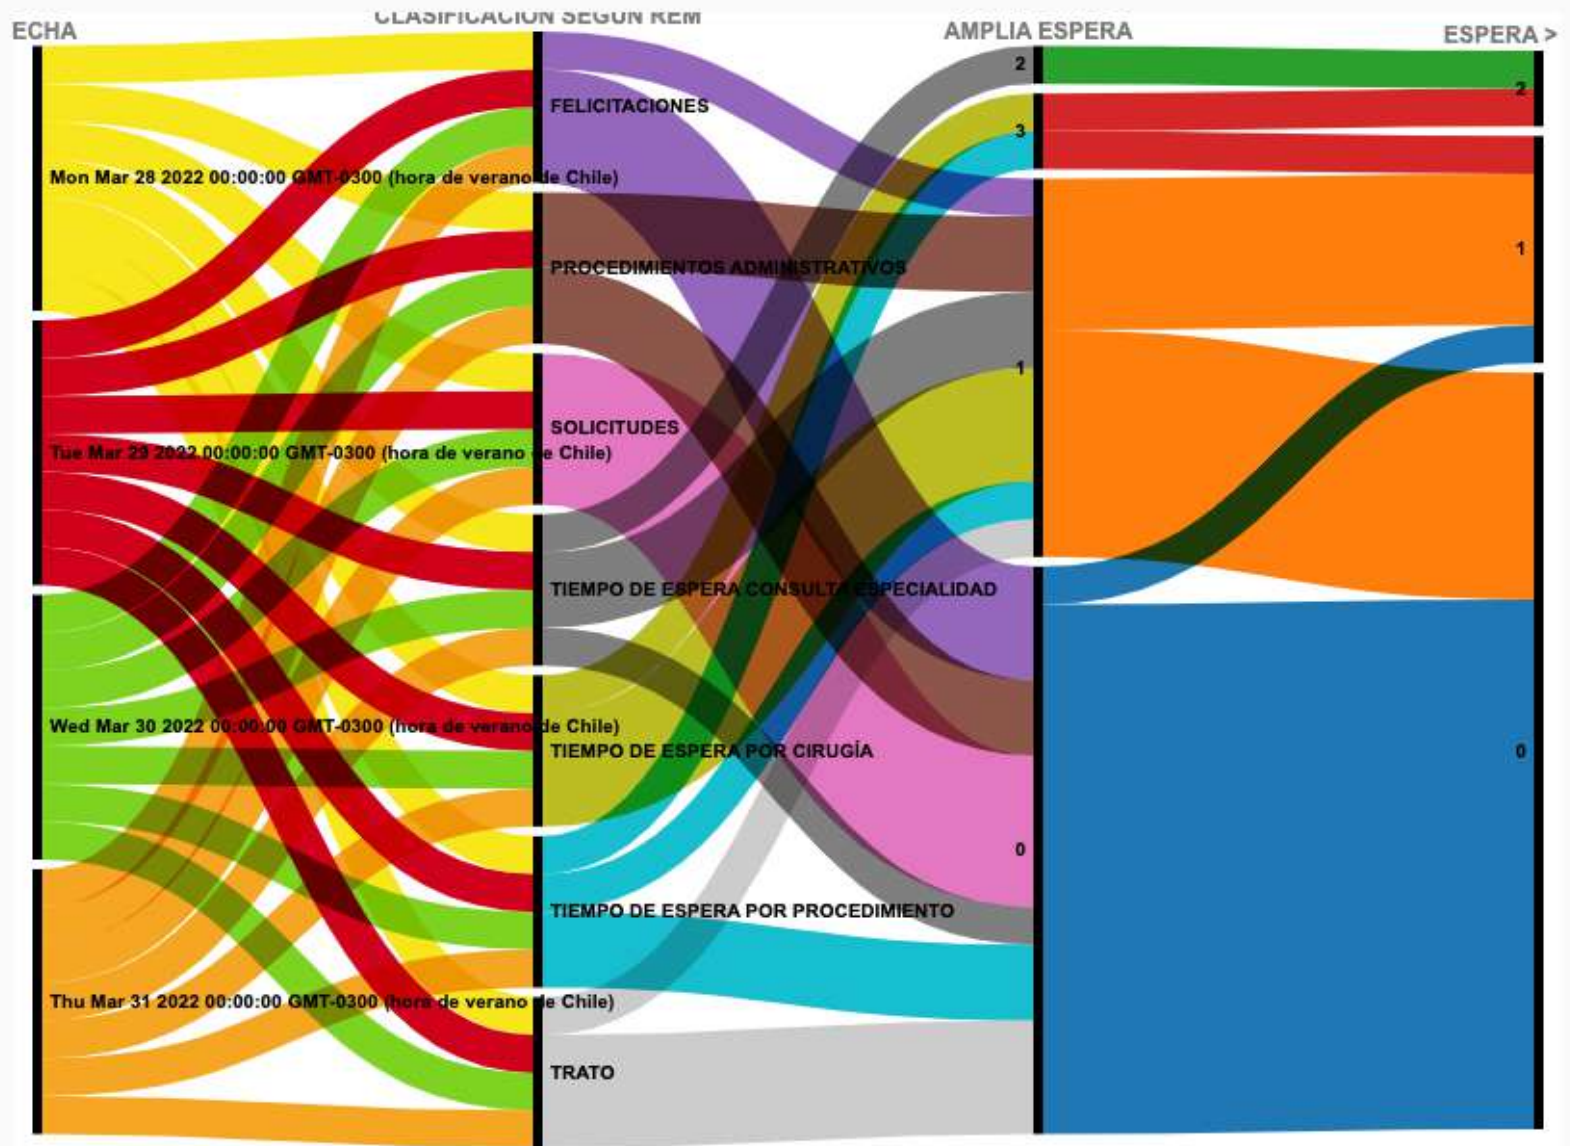 ECHA
CLASIFICACIÓN SEGÚN REM
AMPLIA ESPERA
ESPERA >
Mon Mar 28 2022 00:00:00 GMT-0300 (hora de verano de Chile)
Tue Mar 29 2022 00:00:00 GMT-0300 (hora de verano de Chile)
Wed Mar 30 2022 00:00:00 GMT-0300 (hora de verano de Chile)
Thu Mar 31 2022 00:00:00 GMT-0300 (hora de verano de Chile)
FELICITACIONES
PROCEDIMIENTOS ADMINISTRATIVOS
SOLICITUDES
TIEMPO DE ESPERA CONSULTA ESPECIALIDAD
TIEMPO DE ESPERA POR CIRUGÍA
TIEMPO DE ESPERA POR PROCEDIMIENTO
TRATO
2
3
1
0
2
1
0